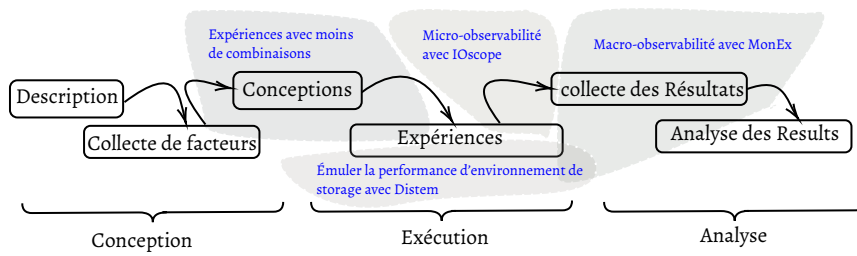 Expériences avec moins
de combinaisons
Micro-observabilité
avec IOscope
Macro-observabilité avec MonEx
Description
Conceptions
collecte des Résultats
Collecte de facteurs
Expériences
Analyse des Results
Émuler la performance d'environnement de
storage avec Distem
Conception
Exécution
Analyse